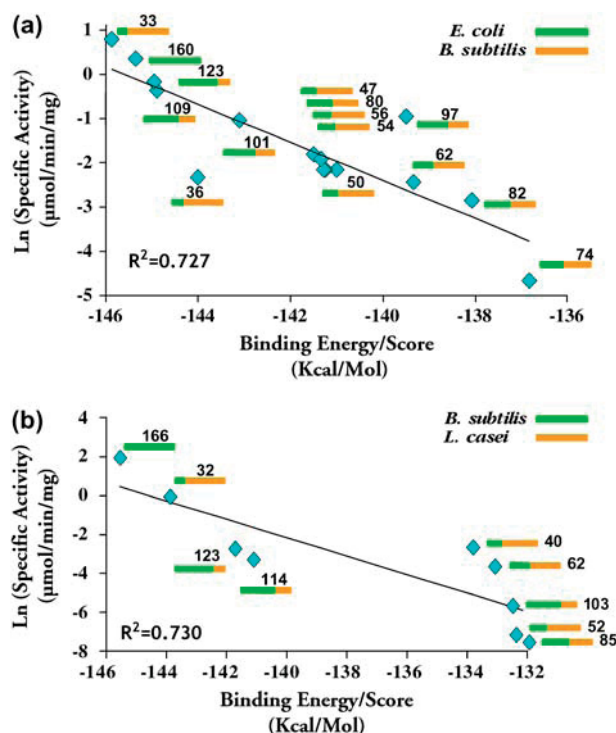 (a)
E. coli
B. subtilis
Ln (Specific Activity)
(µmol/min/mg)
1
0
-1
-2
-3
-4
-5
33
160
123
109
101
36
47
80
56
54
50
97
62
82
74
R²=0.727
-146 -144 -142 -140 -138 -136
Binding Energy/Score
(Kcal/Mol)
(b)
B. subtilis
L. casei
Ln (Specific Activity)
(µmol/min/mg)
4
2
0
-2
-4
-6
-8
166
32
123
114
40
62
103
52
85
R²=0.730
-146 -144 -142 -140 -138 -136 -134 -132
Binding Energy/Score
(Kcal/Mol)